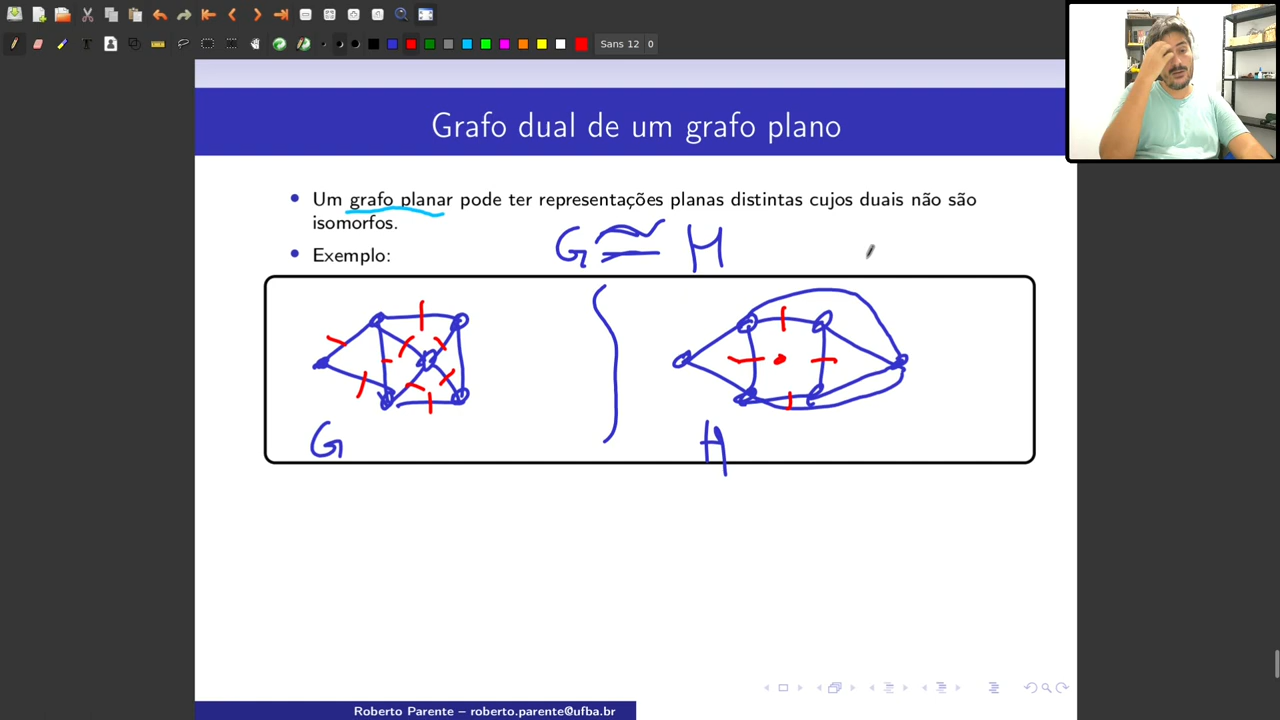 Sans 12
Grafo dual de um grafo plano
Um grafo planar pode ter representações planas distintas cujos duais não são
isomorfos.
Exemplo:
G ≅ H
G
H
Roberto Parente – roberto.parente@ufba.br